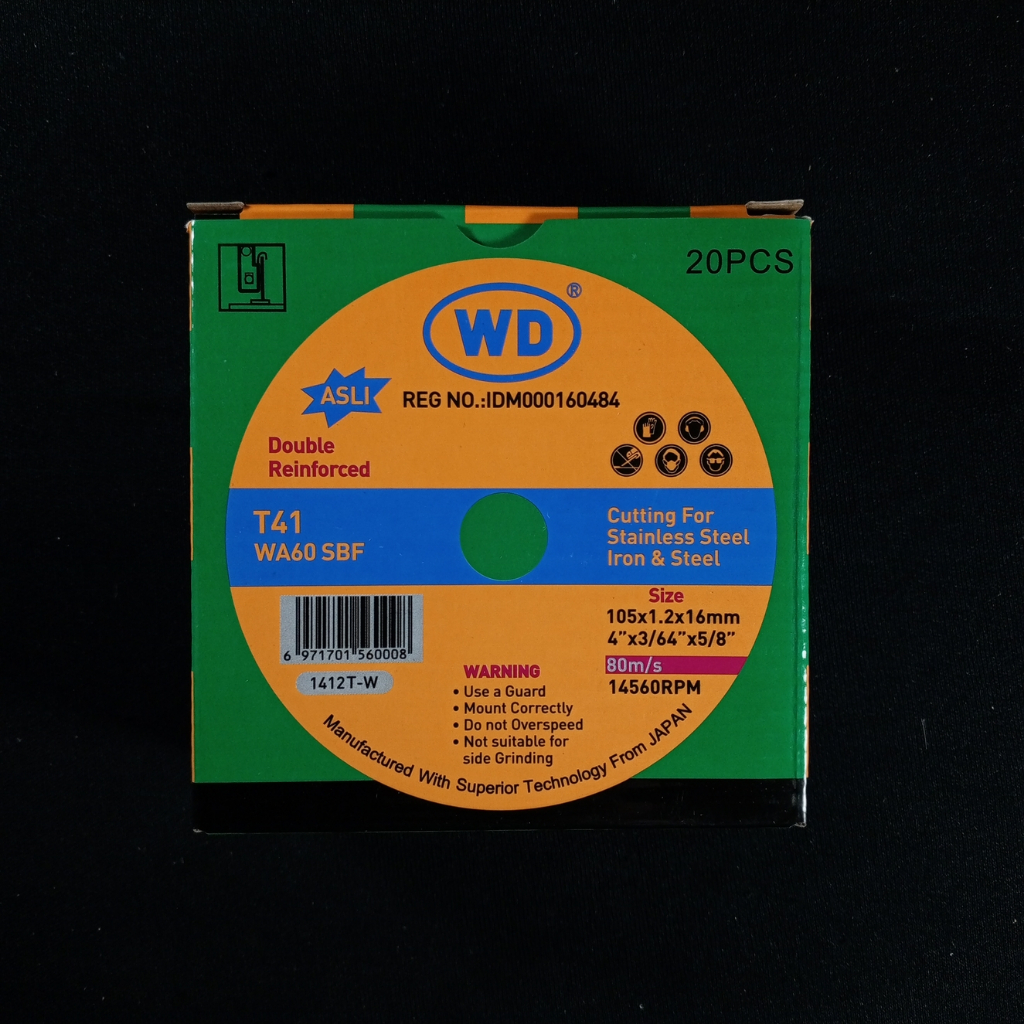 20PCS
WD®
ASLI
REG NO.:IDM000160484
Double
Reinforced
T41
WA60 SBF
Cutting For
Stainless Steel
Iron & Steel
Size
105x1.2x16mm
4”x3/64”x5/8”
80m/s
14560RPM
6 971701 560008
1412T-W
WARNING
• Use a Guard
• Mount Correctly
• Do not Overspeed
• Not suitable for
side Grinding
Manufactured With Superior Technology From JAPAN